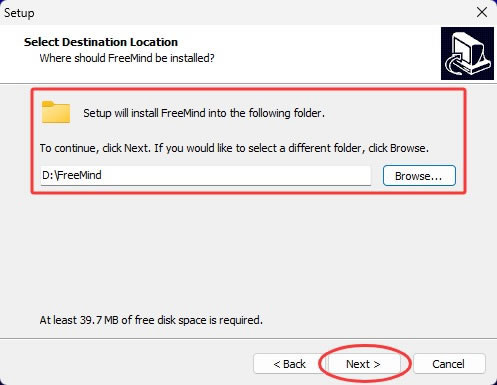 Setup
Select Destination Location
Where should FreeMind be installed?
Setup will install FreeMind into the following folder.
To continue, click Next. If you would like to select a different folder, click Browse.
D:\FreeMind
Browse...
At least 39.7 MB of free disk space is required.
< Back
Next >
Cancel